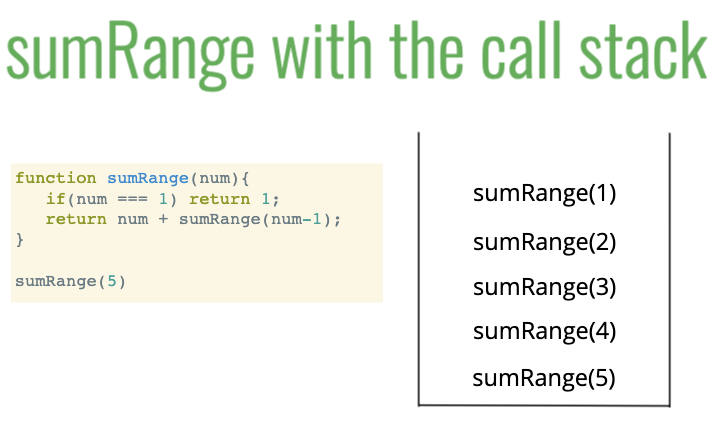 sumRange with the call stack
function sumRange(num){
if(num === 1) return 1;
return num + sumRange(num-1);
}
sumRange(5)
sumRange(1)
sumRange(2)
sumRange(3)
sumRange(4)
sumRange(5)